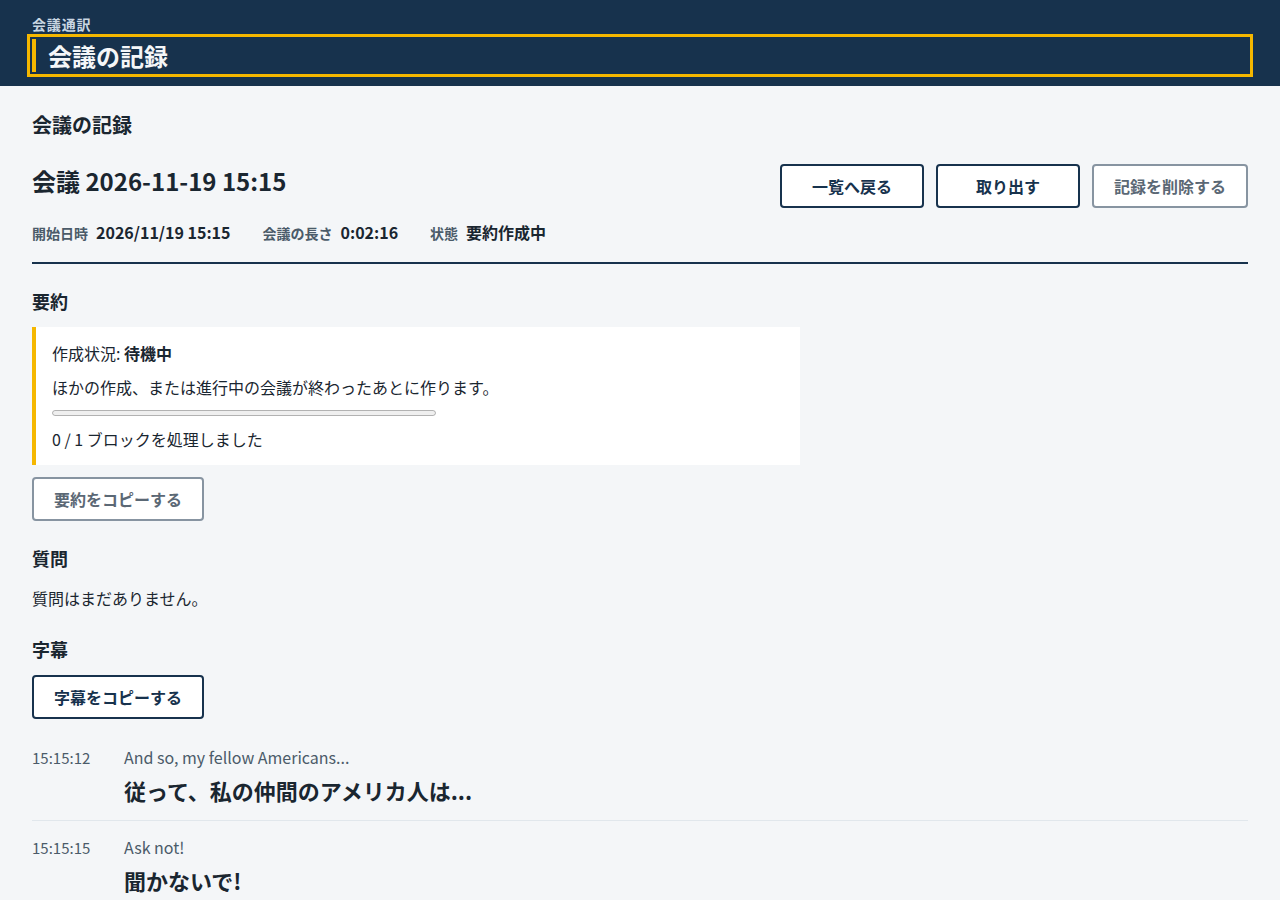 会議通訳
会議の記録
会議の記録
会議 2026-11-19 15:15
一覧へ戻る
取り出す
記録を削除する
開始日時 2026/11/19 15:15 会議の長さ 0:02:16 状態 要約作成中
要約
作成状況: 待機中
ほかの作成、または進行中の会議が終わったあとに作ります。
0 / 1 ブロックを処理しました
要約をコピーする
質問
質問はまだありません。
字幕
字幕をコピーする
15:15:12 And so, my fellow Americans...
従って、私の仲間のアメリカ人は...
15:15:15 Ask not!
聞かないで!